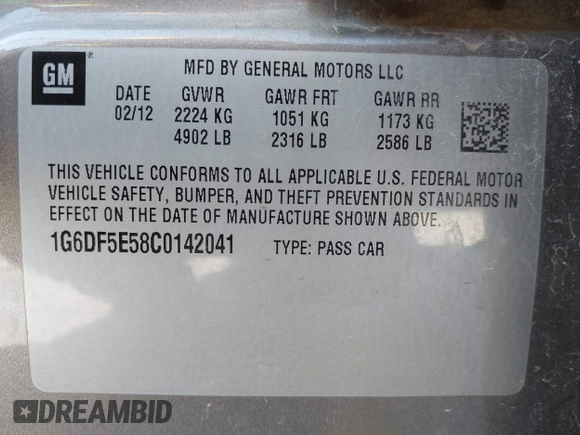 GM
®
MFD BY GENERAL MOTORS LLC
DATE GVWR GAWR FRT GAWR RR
02/12 2224 KG 1051 KG 1173 KG
4902 LB 2316 LB 2586 LB
THIS VEHICLE CONFORMS TO ALL APPLICABLE U.S. FEDERAL MOTOR
VEHICLE SAFETY, BUMPER, AND THEFT PREVENTION STANDARDS IN
EFFECT ON THE DATE OF MANUFACTURE SHOWN ABOVE.
1G6DF5E58C0142041 TYPE: PASS CAR
DREAMBID